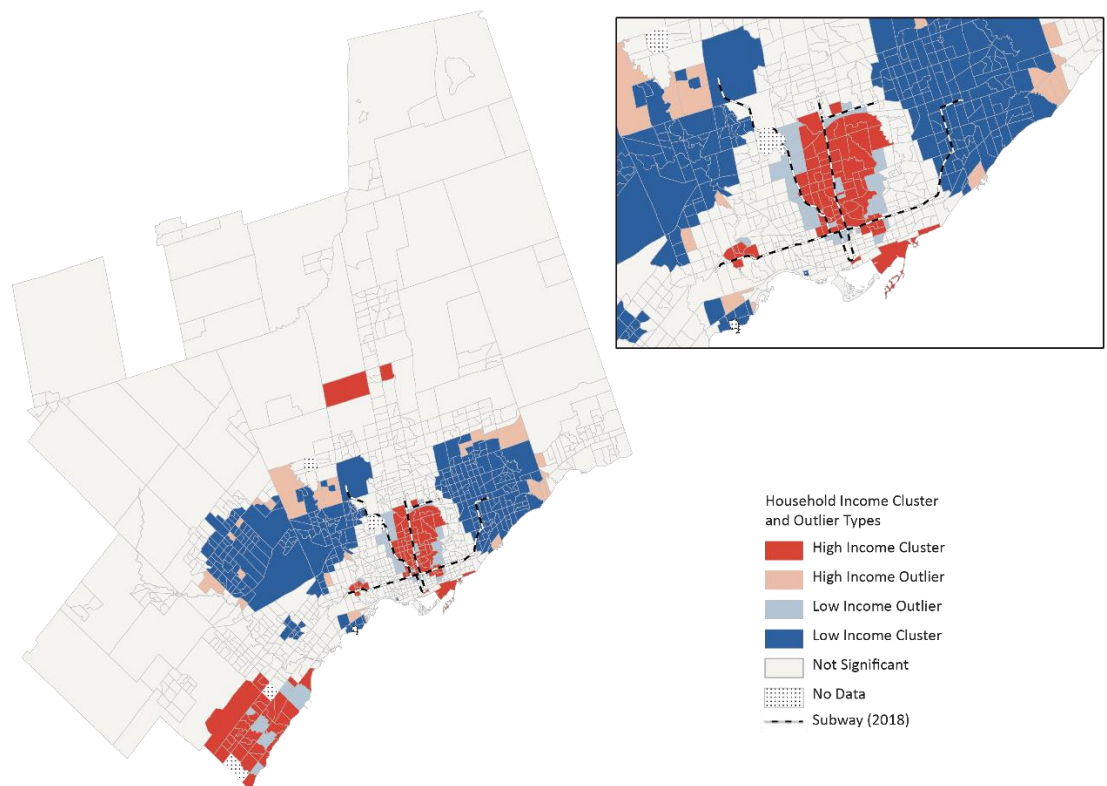 Household Income Cluster
and Outlier Types
High Income Cluster
High Income Outlier
Low Income Outlier
Low Income Cluster
Not Significant
No Data
Subway (2018)